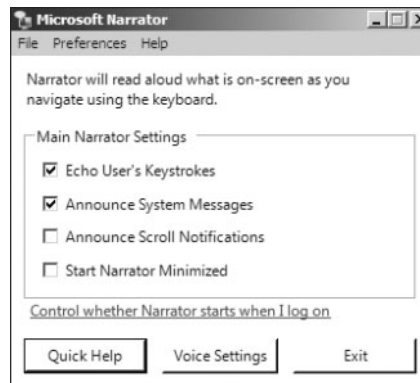 Microsoft Narrator
File Preferences Help
Narrator will read aloud what is on-screen as you
navigate using the keyboard.
Main Narrator Settings
Echo User's Keystrokes
Announce System Messages
Announce Scroll Notifications
Start Narrator Minimized
Control whether Narrator starts when I log on
Quick Help Voice Settings Exit